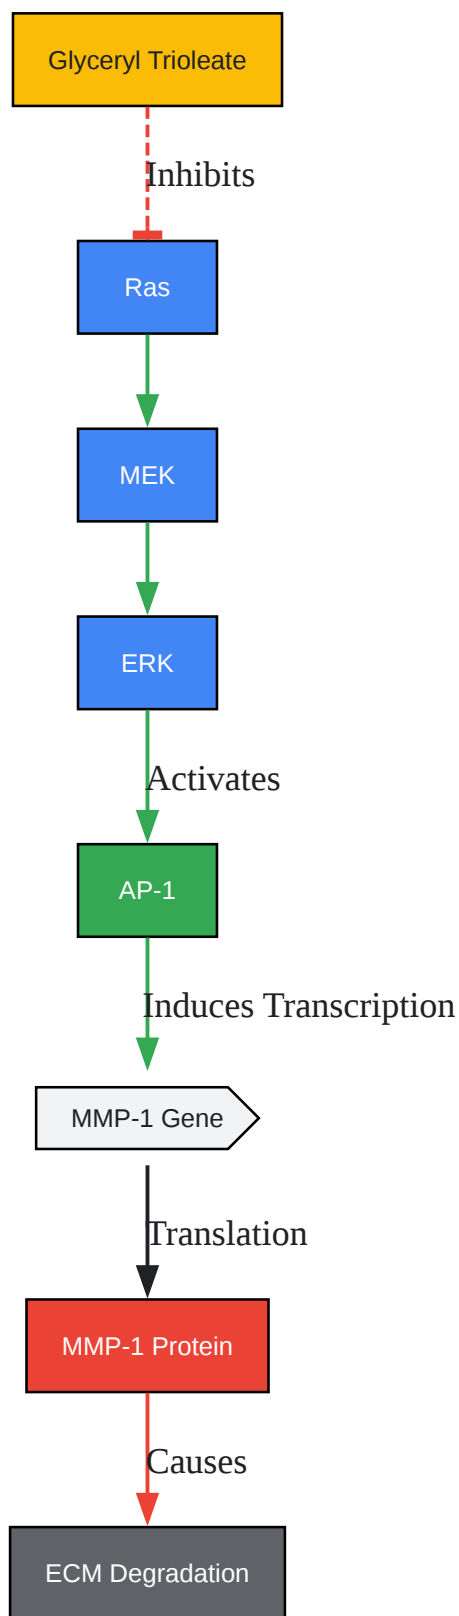 Glyceryl Trioleate
Inhibits
Ras
MEK
ERK
Activates
AP-1
Induces Transcription
MMP-1 Gene
Translation
MMP-1 Protein
Causes
ECM Degradation